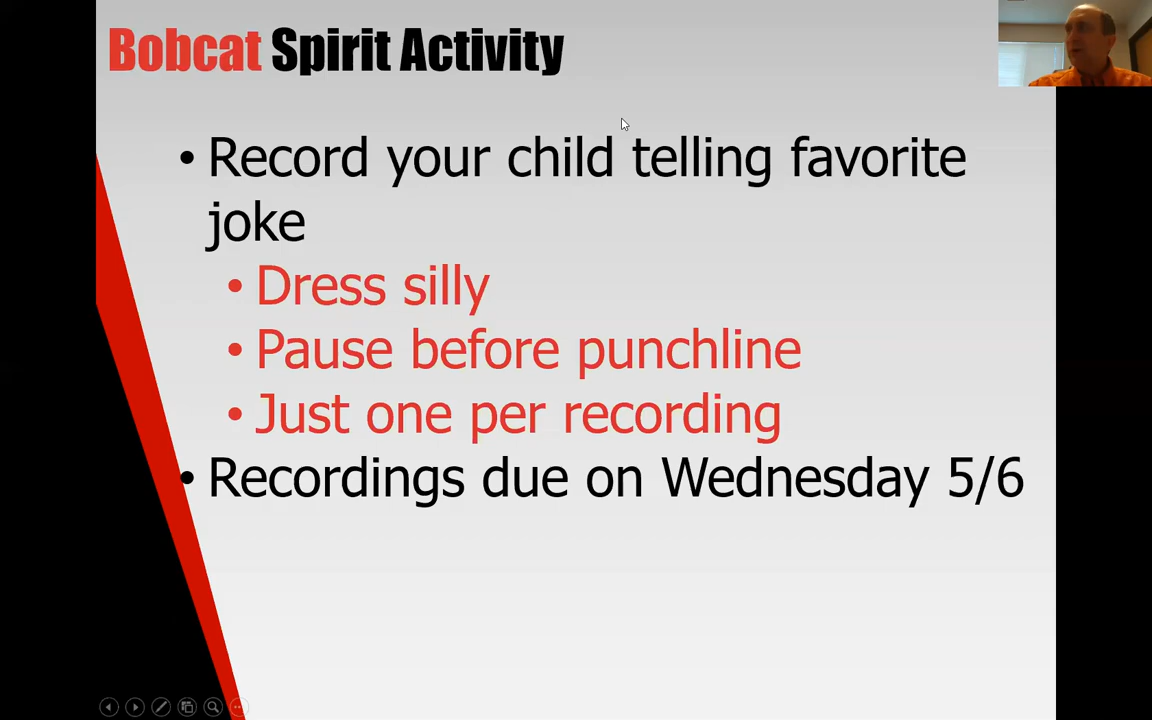 Bobcat Spirit Activity
• Record your child telling favorite
joke
• Dress silly
• Pause before punchline
• Just one per recording
• Recordings due on Wednesday 5/6